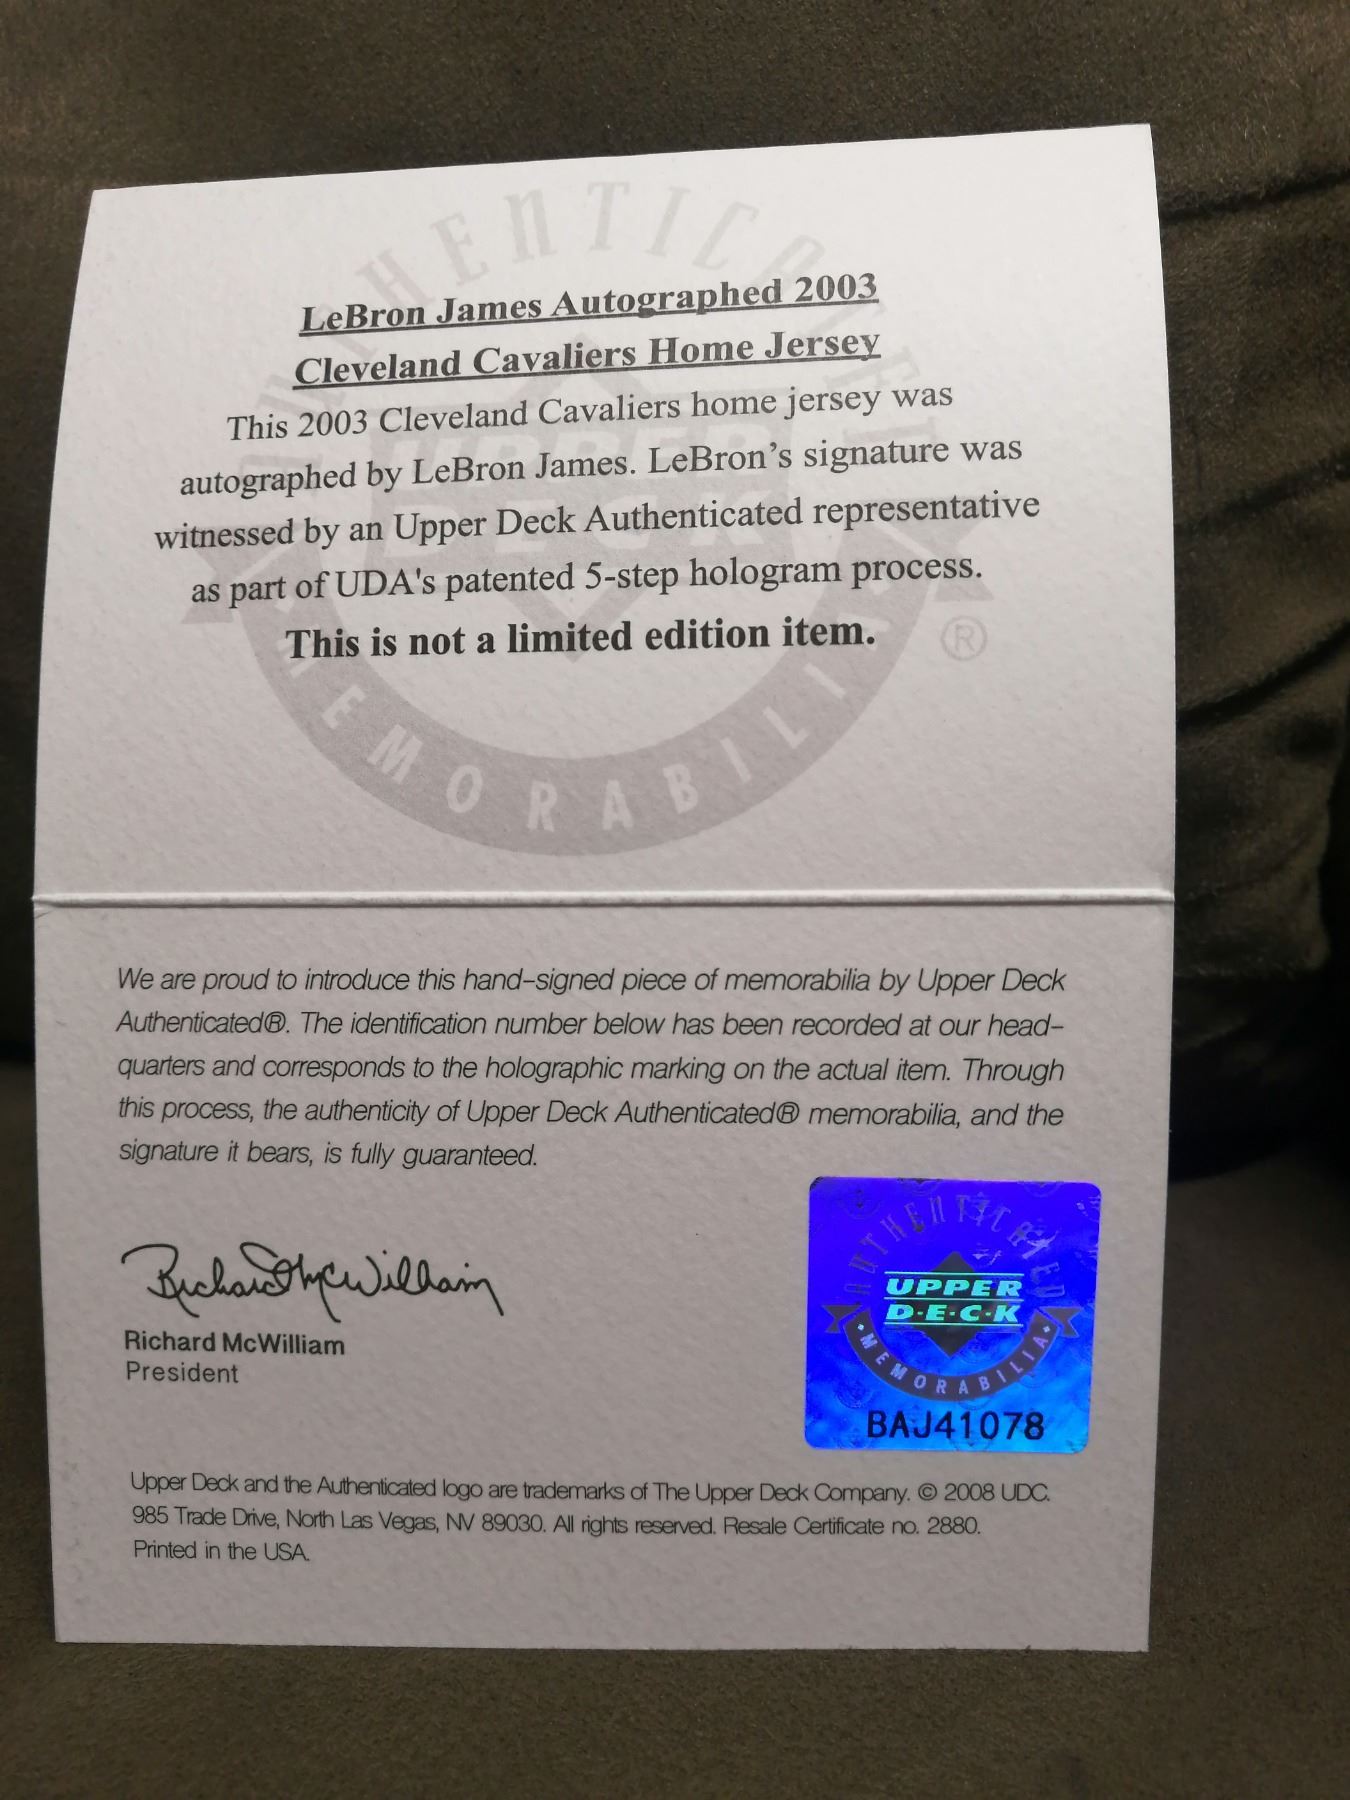 AUTHENTICATED
LeBron James Autographed 2003
Cleveland Cavaliers Home Jersey
This 2003 Cleveland Cavaliers home jersey was
autographed by LeBron James. LeBron’s signature was
witnessed by an Upper Deck Authenticated representative
as part of UDA's patented 5-step hologram process.
This is not a limited edition item.
UPPER
DECK
MEMORABILIA ®
We are proud to introduce this hand-signed piece of memorabilia by Upper Deck
Authenticated®. The identification number below has been recorded at our head-
quarters and corresponds to the holographic marking on the actual item. Through
this process, the authenticity of Upper Deck Authenticated® memorabilia, and the
signature it bears, is fully guaranteed.
Richard McWilliam
Richard McWilliam
President
AUTHENTICATED
UPPER
D·E·C·K
MEMORABILIA
BAJ41078
Upper Deck and the Authenticated logo are trademarks of The Upper Deck Company. © 2008 UDC.
985 Trade Drive, North Las Vegas, NV 89030. All rights reserved. Resale Certificate no. 2880.
Printed in the USA.